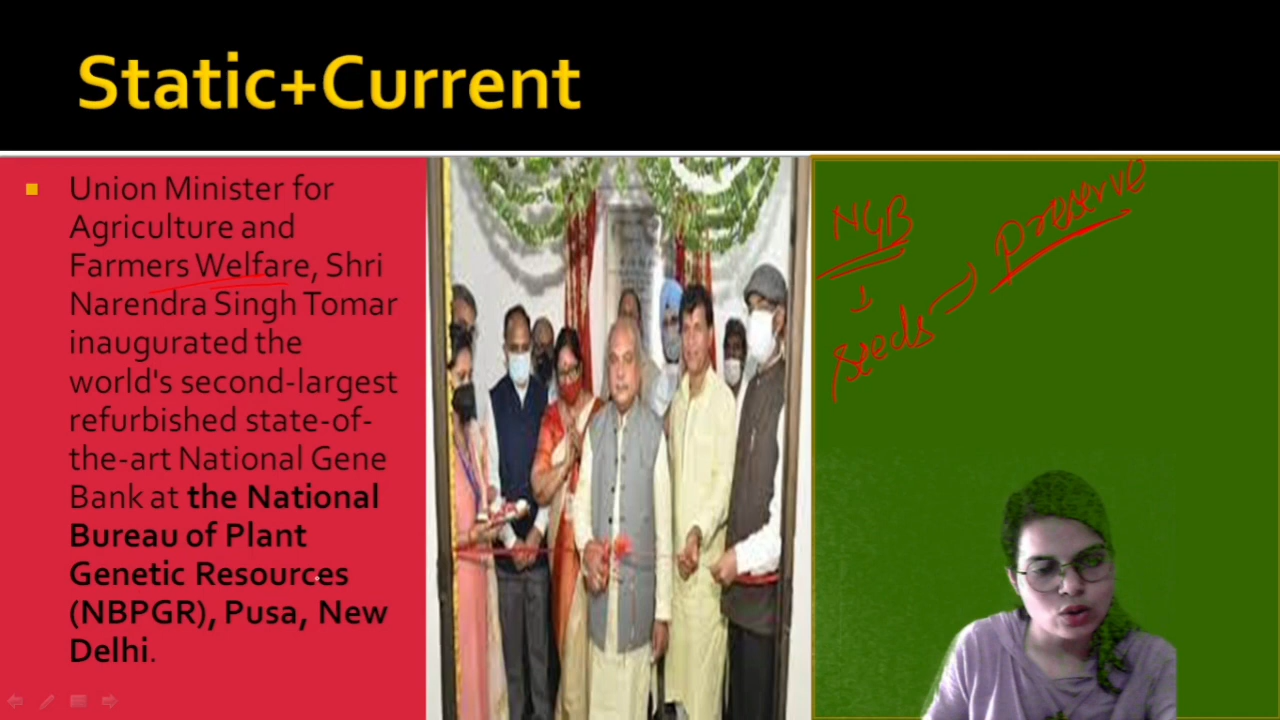 Static+Current
Union Minister for
Agriculture and
Farmers Welfare, Shri
Narendra Singh Tomar
inaugurated the
world's second-largest
refurbished state-of-
the-art National Gene
Bank at the National
Bureau of Plant
Genetic Resources
(NBPGR), Pusa, New
Delhi.
NGB
seeds → preserve